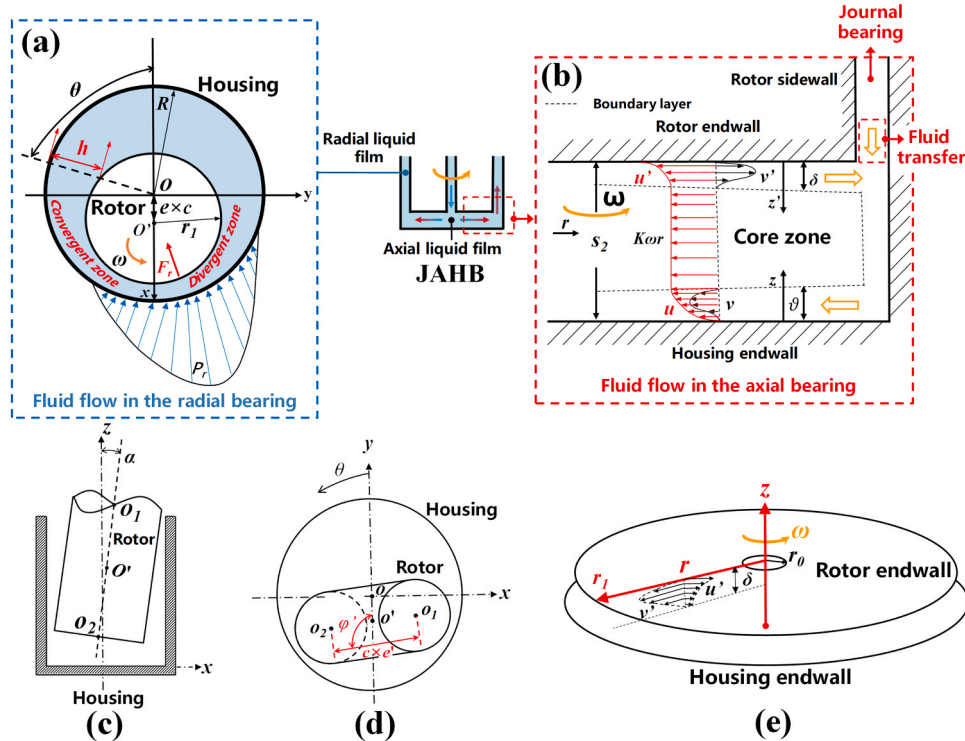 (a)
Housing
θ
R
h
O
y
Rotor
e×c
O'
r1
ω
Fr
x
Convergent zone
Divergent zone
Pr
Fluid flow in the radial bearing
Radial liquid
film
Axial liquid film
JAHB
Journal
bearing
(b)
Rotor sidewall
Boundary layer
Rotor endwall
Fluid
transfer
u'
v'
δ
z'
ω
r
s2
Kωr
Core zone
z
u
v
ϑ
Housing endwall
Fluid flow in the axial bearing
z
α
o1
Rotor
O'
o2
x
Housing
(c)
y
θ
Housing
Rotor
o
x
o2
φ'
o'
o1
c×e'
(d)
z
ω
r0
r1
r
δ
u'
v'
Rotor endwall
Housing endwall
(e)